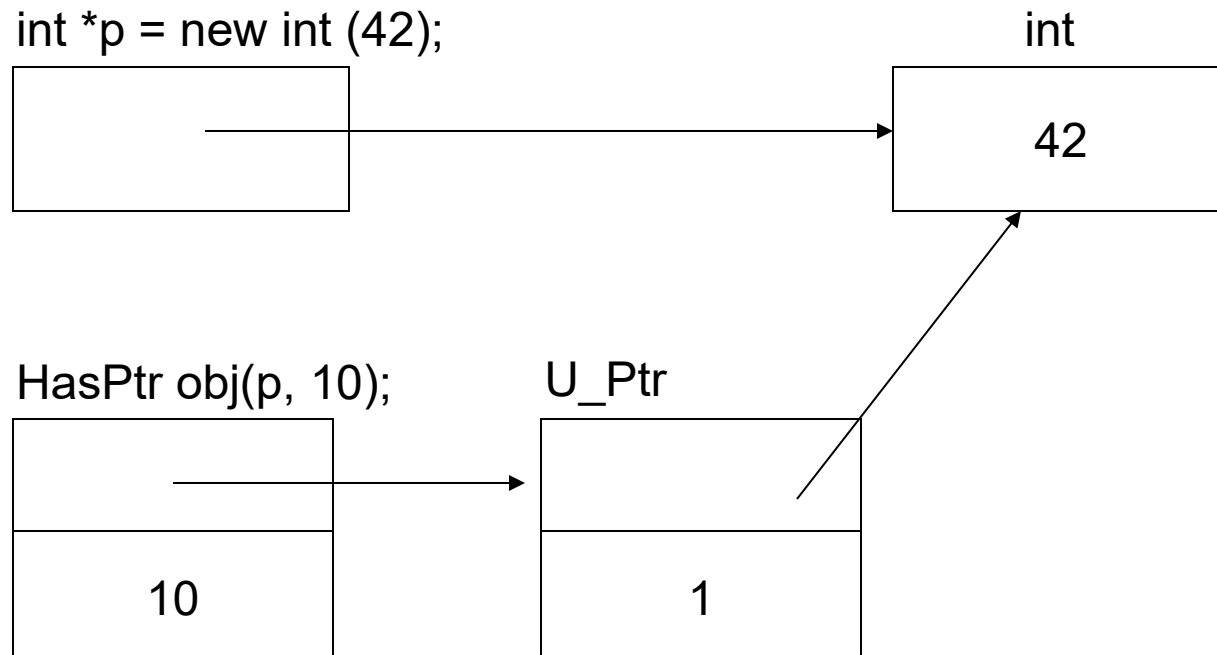 int *p = new int (42);
int
42
HasPtr obj(p, 10);
U_Ptr
10
1